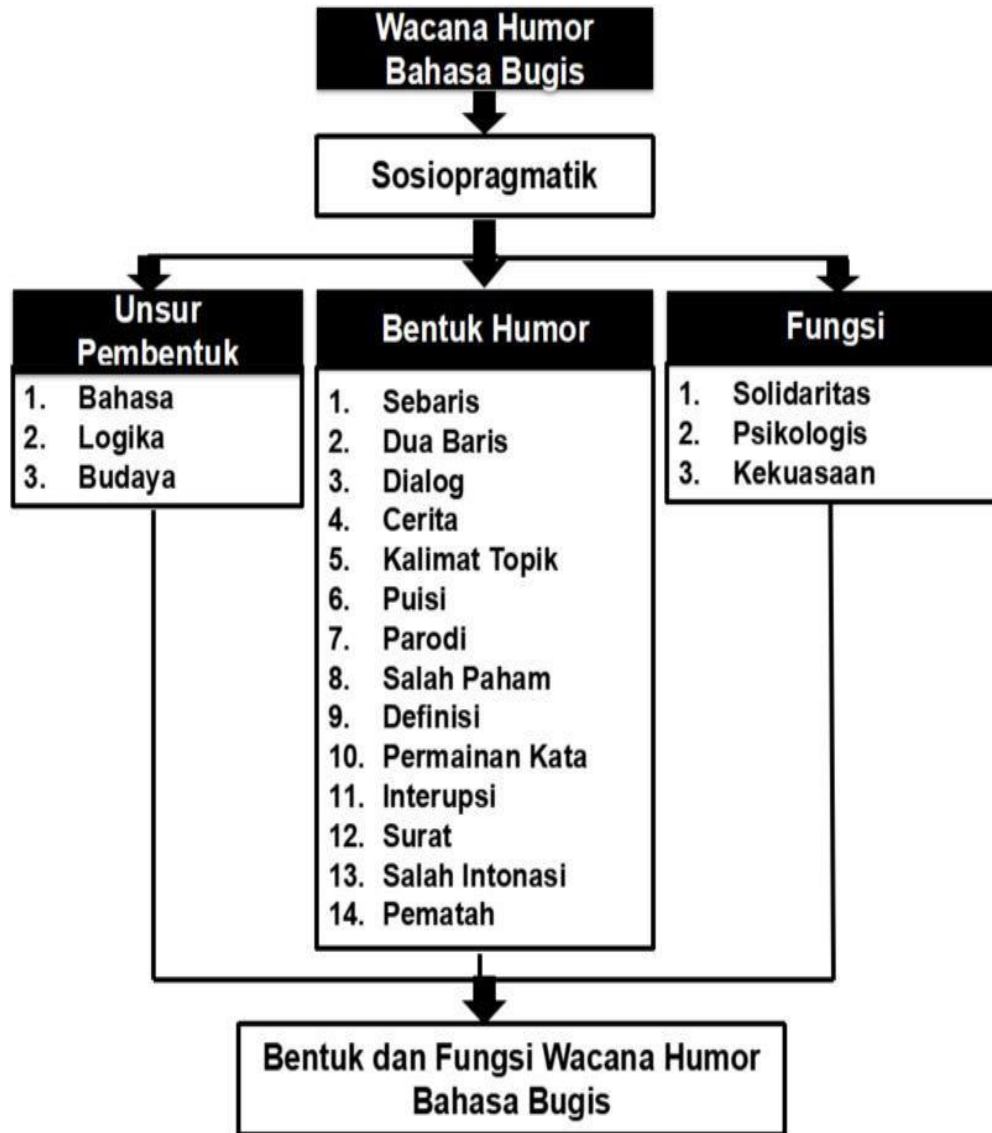 Wacana Humor
Bahasa Bugis
Sosiopragmatik
Unsur
Pembentuk
1. Bahasa
2. Logika
3. Budaya
Bentuk Humor
1. Sebaris
2. Dua Baris
3. Dialog
4. Cerita
5. Kalimat Topik
6. Puisi
7. Parodi
8. Salah Paham
9. Definisi
10. Permainan Kata
11. Interupsi
12. Surat
13. Salah Intonasi
14. Pematah
Fungsi
1. Solidaritas
2. Psikologis
3. Kekuasaan
Bentuk dan Fungsi Wacana Humor
Bahasa Bugis